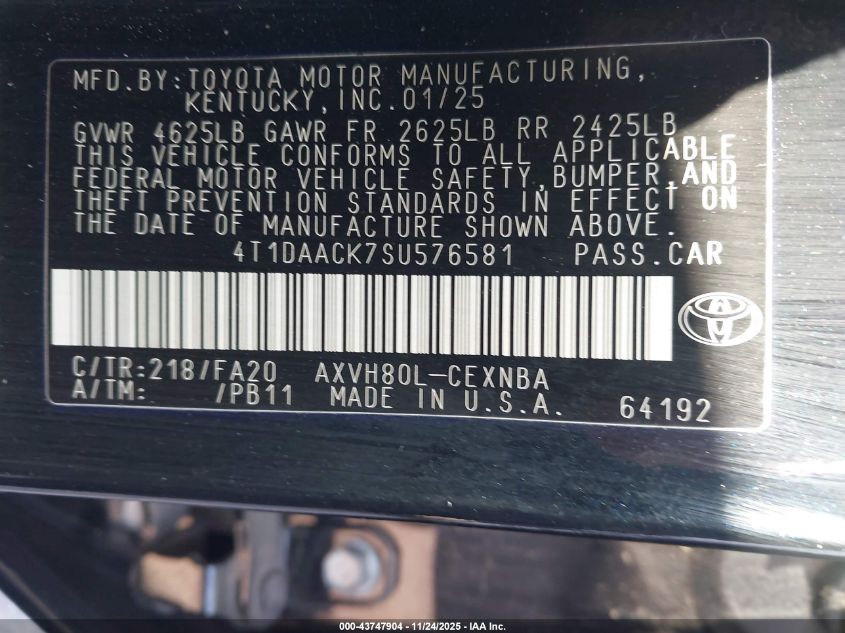 MFD.BY:TOYOTA MOTOR MANUFACTURING,
KENTUCKY,INC.01/25
GVWR 4625LB GAWR FR 2625LB RR 2425LB
THIS VEHICLE CONFORMS TO ALL APPLICABLE
FEDERAL MOTOR VEHICLE SAFETY,BUMPER,AND
THEFT PREVENTION STANDARDS IN EFFECT ON
THE DATE OF MANUFACTURE SHOWN ABOVE.
4T1DAACK7SU576581 PASS.CAR
C/TR:218/FA20 AXVH80L-CEXNBA
A/TM: /PB11 MADE IN U.S.A. 64192
000-43747904 - 11/24/2025 - IAA Inc.